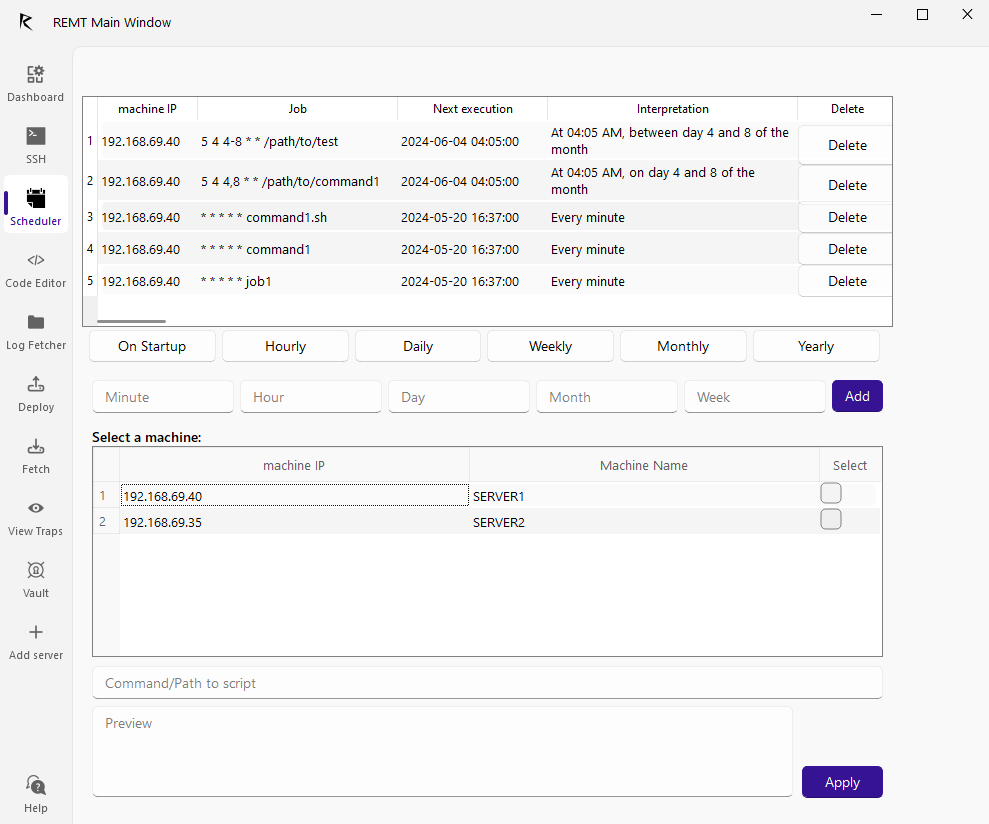 REMT Main Window
Dashboard
SSH
Scheduler
Code Editor
Log Fetcher
Deploy
Fetch
View Traps
Vault
Add server
Help
machine IP Job Next execution Interpretation Delete
1 192.168.69.40 5 4 4-8 * * /path/to/test 2024-06-04 04:05:00 At 04:05 AM, between day 4 and 8 of the
month Delete
2 192.168.69.40 5 4 4,8 * * /path/to/command1 2024-06-04 04:05:00 At 04:05 AM, on day 4 and 8 of the
month Delete
3 192.168.69.40 * * * * * command1.sh 2024-05-20 16:37:00 Every minute Delete
4 192.168.69.40 * * * * * command1 2024-05-20 16:37:00 Every minute Delete
5 192.168.69.40 * * * * * job1 2024-05-20 16:37:00 Every minute Delete
On Startup Hourly Daily Weekly Monthly Yearly
Minute Hour Day Month Week Add
Select a machine:
machine IP Machine Name Select
1 192.168.69.40 SERVER1
2 192.168.69.35 SERVER2
Command/Path to script
Preview
Apply